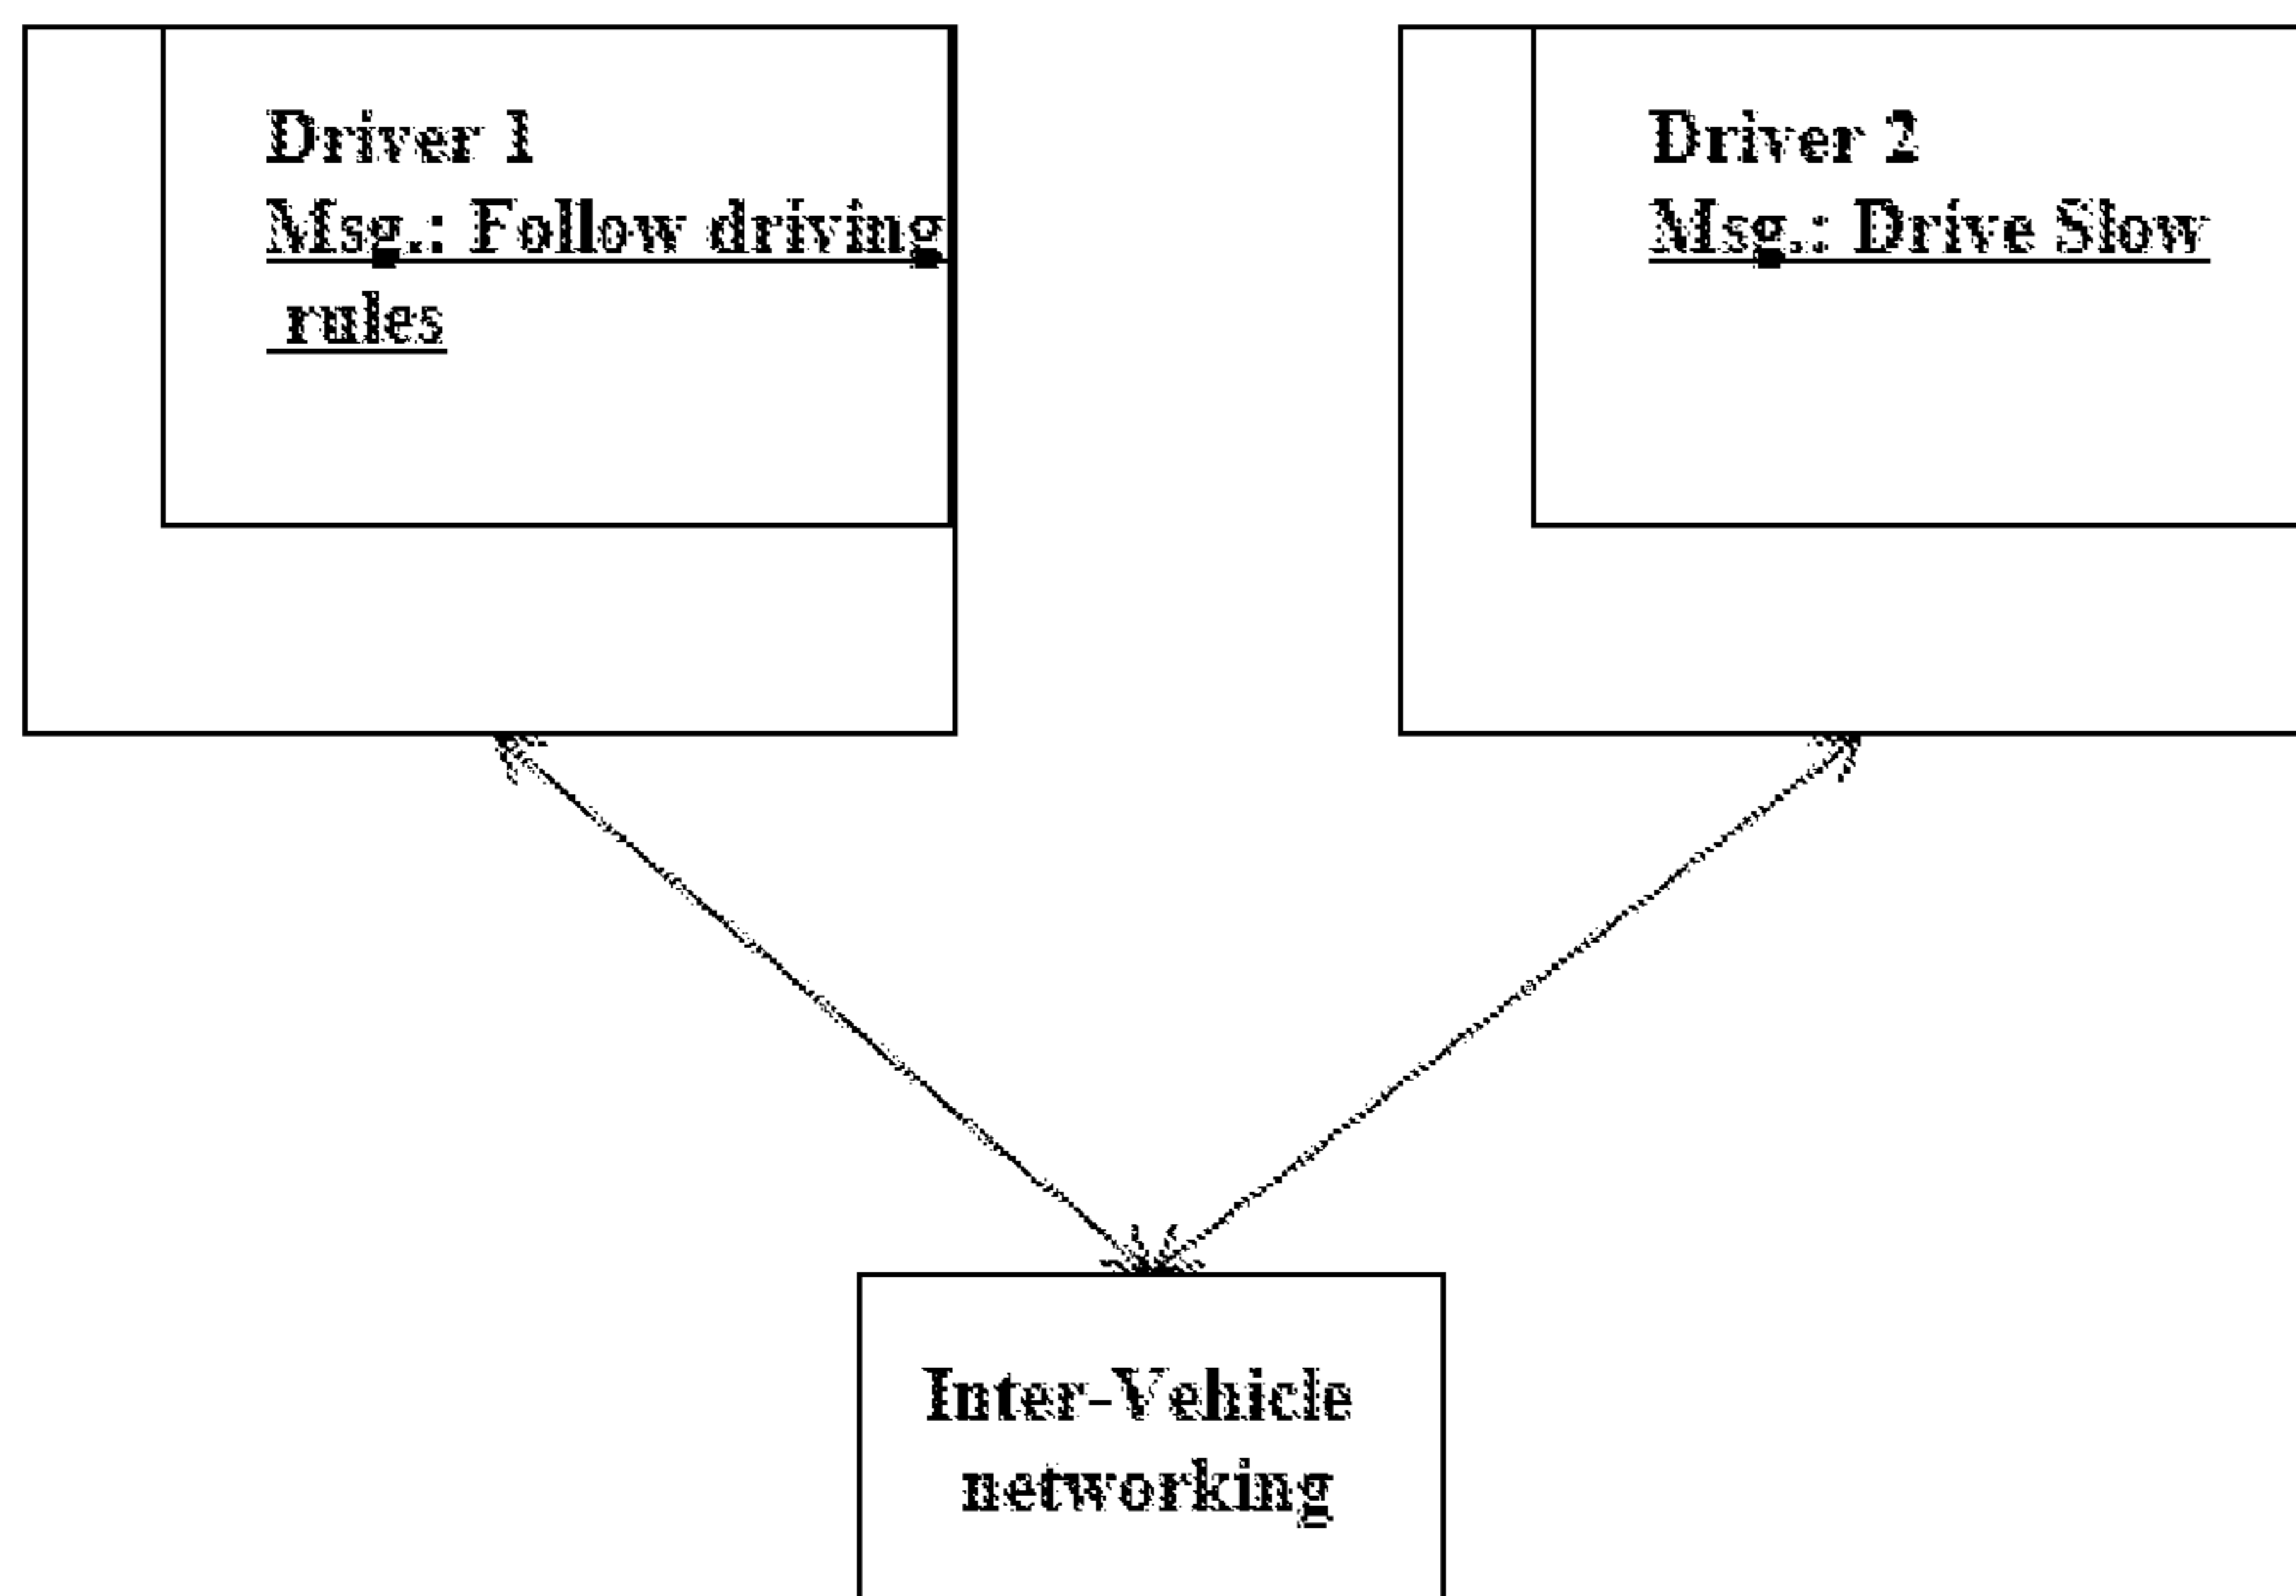 Driver 1
Msg.: Follow driving
rules
Driver 2
Msg.: Drive Slow
Inter-Vehicle
networking